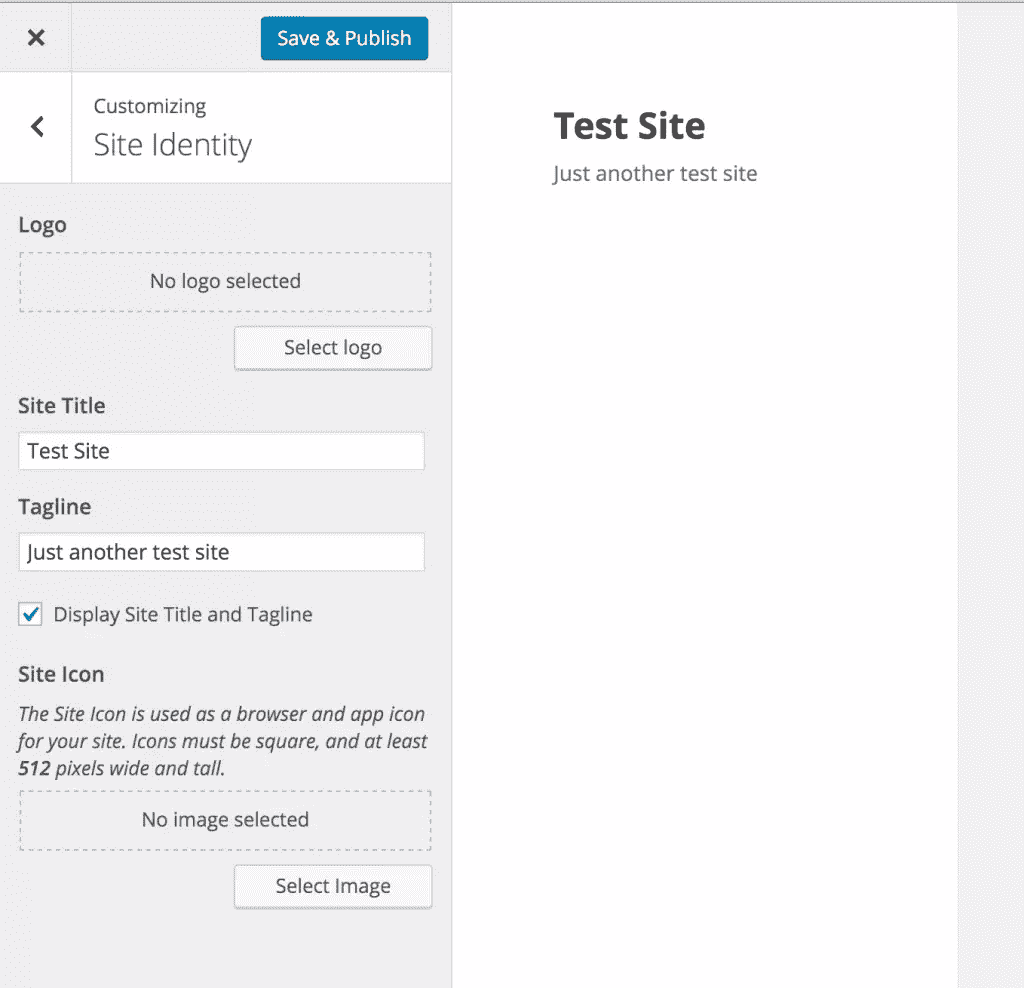 Save & Publish
Customizing
Site Identity
Logo
No logo selected
Select logo
Site Title
Test Site
Tagline
Just another test site
Display Site Title and Tagline
Site Icon
The Site Icon is used as a browser and app icon
for your site. Icons must be square, and at least
512 pixels wide and tall.
No image selected
Select Image
Test Site
Just another test site